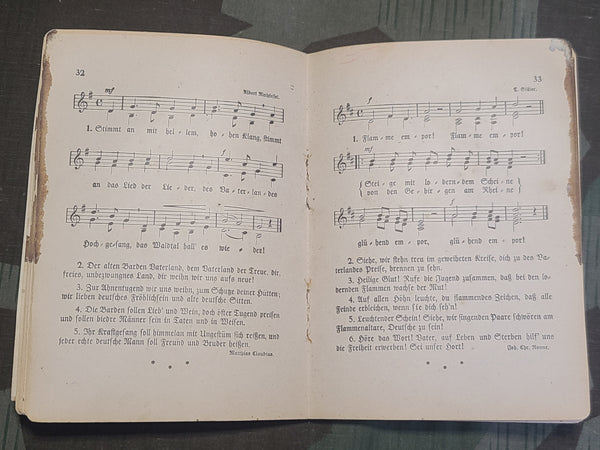 32
mf
Albert Methfessel.
1. Stimmt an mit hel-lem, ho-hen Klang, stimmt
an das Lied der Lie-der, des Va-ter-lan-des
Hoch-ge-sang, das Waldtal hall' es wie-der!
2. Der alten Barden Vaterland, dem Vaterland der Treue, dir,
freies, unbezwungnes Land, dir weihn wir uns aufs neue!
3. Zur Ahnentugend wir uns weihn, zum Schutze deiner Hütten;
wir lieben deutsches Fröhlichsein und alte deutsche Sitten.
4. Die Barden sollen Lieb' und Wein, doch öfter Tugend preisen
und sollen biedre Männer sein in Taten und in Weisen.
5. Ihr Kraftgesang soll himmelan mit Ungestüm sich reißen, und
jeder echte deutsche Mann soll Freund und Bruder heißen.
Matthias Claudius.
33
f
1. Flam-me em-por! Flam-me em-por!
mf
Stei-ge mit lo-dern-dem Schei-ne
von den Ge-bir-gen am Rhei-ne
f
glü-hend em-por, glü-hend em-por!
2. Siehe, wir stehn treu im geweihten Kreise, dich zu des Va-
terlandes Preise, brennen zu sehn.
3. Heilige Glut! Rufe die Jugend zusammen, daß bei den lo-
dernden Flammen wachse der Mut!
4. Auf allen Höhn leuchte, du flammendes Zeichen, daß alle
Feinde erbleichen, wenn sie dich sehn!
5. Leuchtender Schein! Siehe, wir singenden Paare schwören am
Flammenaltare, Deutsche zu sein!
6. Höre das Wort! Vater, auf Leben und Sterben hilf' uns
die Freiheit erwerben! Sei unser Hort!
Joh. Chr. Nonne.